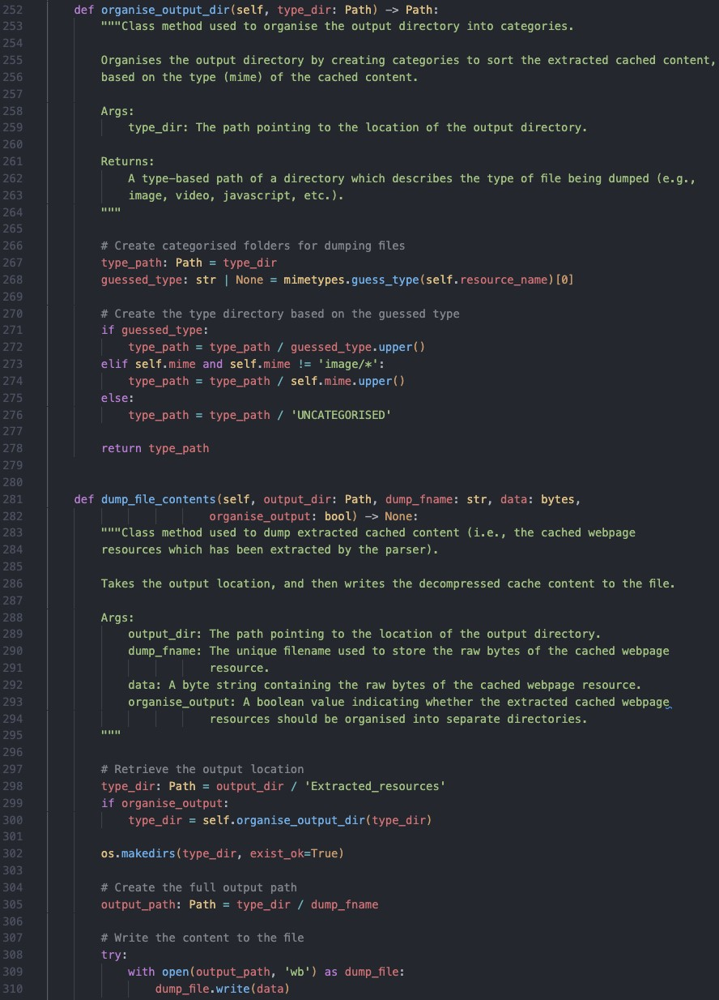 252 def organise_output_dir(self, type_dir: Path) -> Path:
253 """Class method used to organise the output directory into categories.
254
255 Organises the output directory by creating categories to sort the extracted cached content,
256 based on the type (mime) of the cached content.
257
258 Args:
259 type_dir: The path pointing to the location of the output directory.
260
261 Returns:
262 A type-based path of a directory which describes the type of file being dumped (e.g.,
263 image, video, javascript, etc.).
264 """
265
266 # Create categorised folders for dumping files
267 type_path: Path = type_dir
268 guessed_type: str | None = mimetypes.guess_type(self.resource_name)[0]
269
270 # Create the type directory based on the guessed type
271 if guessed_type:
272 type_path = type_path / guessed_type.upper()
273 elif self.mime and self.mime != 'image/*':
274 type_path = type_path / self.mime.upper()
275 else:
276 type_path = type_path / 'UNCATEGORISED'
277
278 return type_path
279
280
281 def dump_file_contents(self, output_dir: Path, dump_fname: str, data: bytes,
282 organise_output: bool) -> None:
283 """Class method used to dump extracted cached content (i.e., the cached webpage
284 resources which has been extracted by the parser).
285
286 Takes the output location, and then writes the decompressed cache content to the file.
287
288 Args:
289 output_dir: The path pointing to the location of the output directory.
290 dump_fname: The unique filename used to store the raw bytes of the cached webpage
291 resource.
292 data: A byte string containing the raw bytes of the cached webpage resource.
293 organise_output: A boolean value indicating whether the extracted cached webpage
294 resources should be organised into separate directories.
295 """
296
297 # Retrieve the output location
298 type_dir: Path = output_dir / 'Extracted_resources'
299 if organise_output:
300 type_dir = self.organise_output_dir(type_dir)
301
302 os.makedirs(type_dir, exist_ok=True)
303
304 # Create the full output path
305 output_path: Path = type_dir / dump_fname
306
307 # Write the content to the file
308 try:
309 with open(output_path, 'wb') as dump_file:
310 dump_file.write(data)